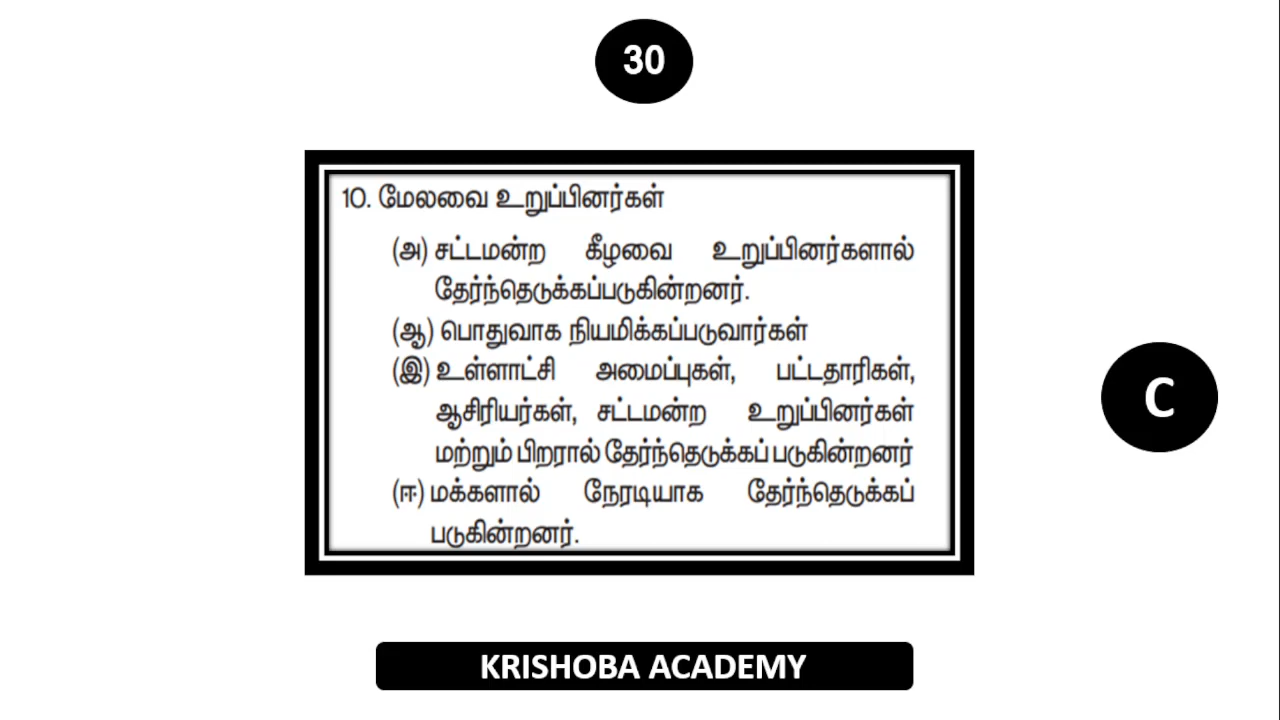 30
10. மேலவை உறுப்பினர்கள்
(அ) சட்டமன்ற கீழவை உறுப்பினர்களால்
தேர்ந்தெடுக்கப்படுகின்றனர்.
(ஆ) பொதுவாக நியமிக்கப்படுவார்கள்
(இ) உள்ளாட்சி அமைப்புகள், பட்டதாரிகள்,
ஆசிரியர்கள், சட்டமன்ற உறுப்பினர்கள்
மற்றும் பிறரால் தேர்ந்தெடுக்கப் படுகின்றனர்
(ஈ) மக்களால் நேரடியாக தேர்ந்தெடுக்கப்
படுகின்றனர்.
C
KRISHOBA ACADEMY